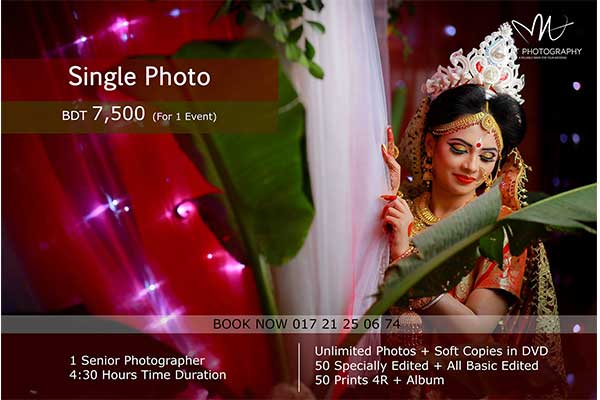 PHOTOGRAPHY
Single Photo
BDT 7,500 (For 1 Event)
BOOK NOW 017 21 25 06 74
1 Senior Photographer
4:30 Hours Time Duration
Unlimited Photos + Soft Copies in DVD
50 Specially Edited + All Basic Edited
50 Prints 4R + Album